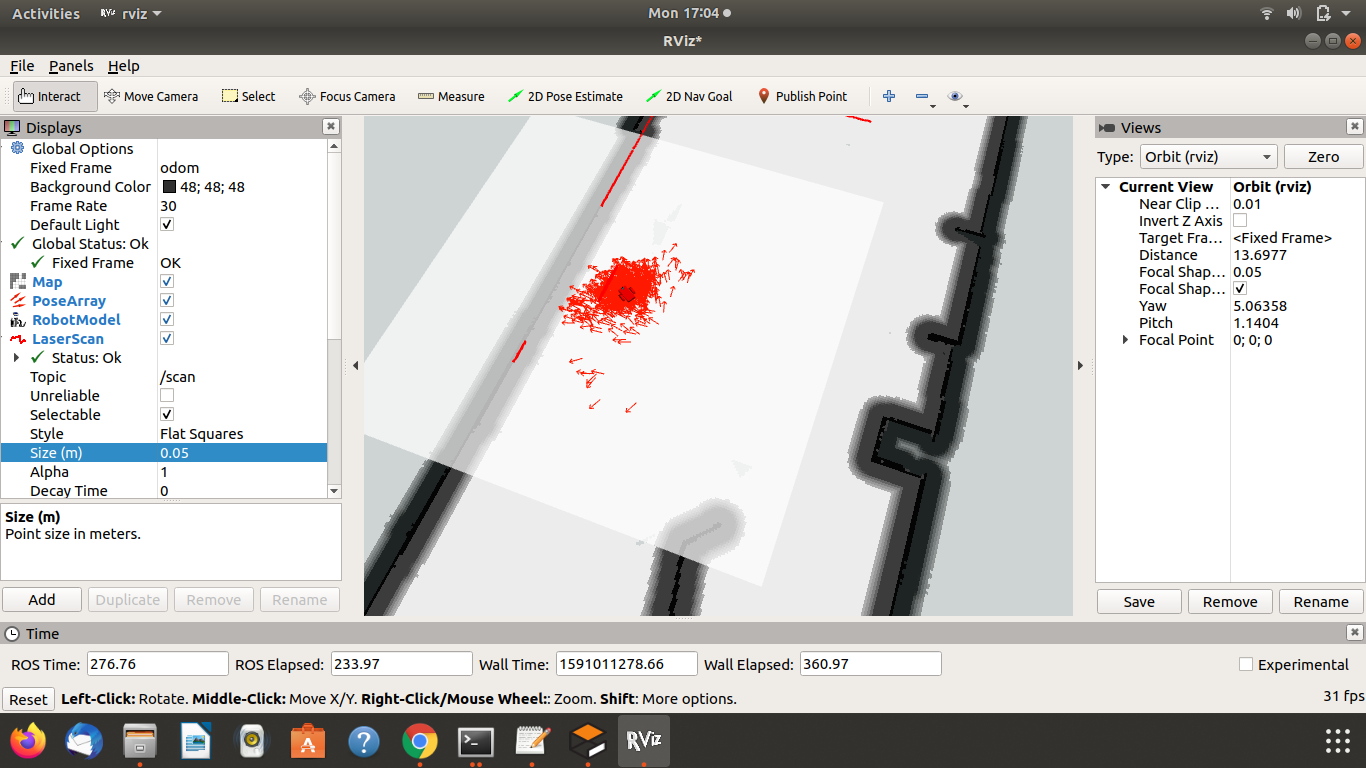 Activities RViz rviz Mon 17:04
RViz*
File Panels Help
Interact Move Camera Select Focus Camera Measure 2D Pose Estimate 2D Nav Goal Publish Point
Displays
Global Options
Fixed Frame odom
Background Color 48; 48; 48
Frame Rate 30
Default Light
Global Status: Ok
Fixed Frame OK
Map
PoseArray
RobotModel
LaserScan
Status: Ok
Topic /scan
Unreliable
Selectable
Style Flat Squares
Size (m) 0.05
Alpha 1
Decay Time 0
Size (m)
Point size in meters.
Add Duplicate Remove Rename
Views
Type: Orbit (rviz) Zero
Current View Orbit (rviz)
Near Clip ... 0.01
Invert Z Axis
Target Fra... <Fixed Frame>
Distance 13.6977
Focal Shap... 0.05
Focal Shap...
Yaw 5.06358
Pitch 1.1404
Focal Point 0; 0; 0
Save Remove Rename
Time
ROS Time: 276.76 ROS Elapsed: 233.97 Wall Time: 1591011278.66 Wall Elapsed: 360.97 Experimental
Reset Left-Click: Rotate. Middle-Click: Move X/Y. Right-Click/Mouse Wheel:: Zoom. Shift: More options. 31 fps
RViz